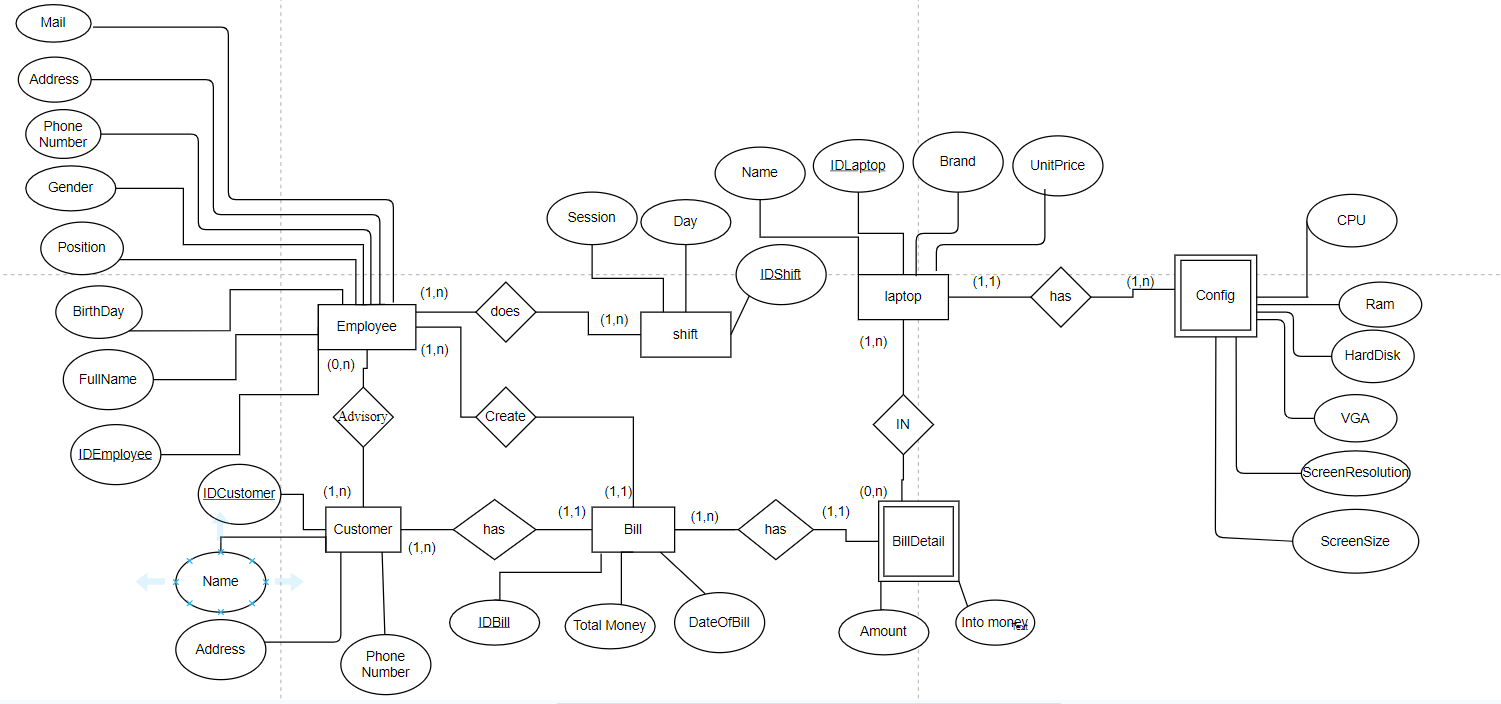 Mail
Address
Phone
Number
Gender
Position
BirthDay
FullName
IDEmployee
Employee
(1,n)
does
(1,n)
shift
Session
Day
IDShift
(1,n)
Create
(1,1)
(0,n)
Advisory
(1,n)
Name
IDLaptop
Brand
UnitPrice
laptop
(1,1)
has
(1,n)
Config
CPU
Ram
HardDisk
VGA
ScreenResolution
ScreenSize
(1,n)
IN
(0,n)
IDCustomer
Customer
Name
Address
Phone
Number
(1,n)
has
(1,1)
Bill
IDBill
Total Money
DateOfBill
(1,n)
has
(1,1)
BillDetail
Amount
Into money
Text